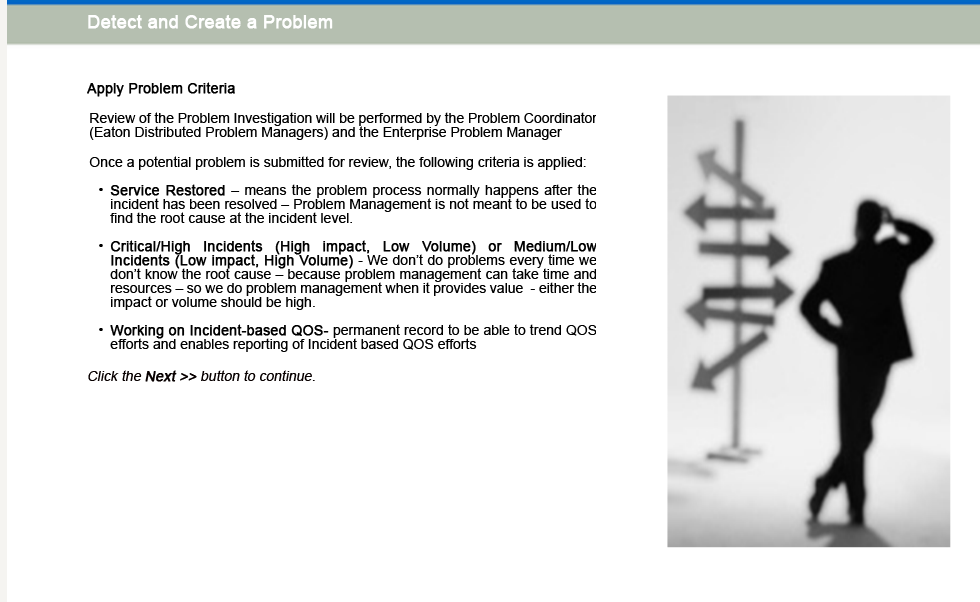 Detect and Create a Problem
Apply Problem Criteria
Review of the Problem Investigation will be performed by the Problem Coordinator
(Eaton Distributed Problem Managers) and the Enterprise Problem Manager
Once a potential problem is submitted for review, the following criteria is applied:
• Service Restored – means the problem process normally happens after the
incident has been resolved – Problem Management is not meant to be used to
find the root cause at the incident level.
• Critical/High Incidents (High Impact, Low Volume) or Medium/Low
Incidents (Low impact, High Volume) - We don’t do problems every time we
don’t know the root cause – because problem management can take time and
resources – so we do problem management when it provides value  - either the
impact or volume should be high.
• Working on Incident-based QOS- permanent record to be able to trend QOS
efforts and enables reporting of Incident based QOS efforts
Click the Next >> button to continue.